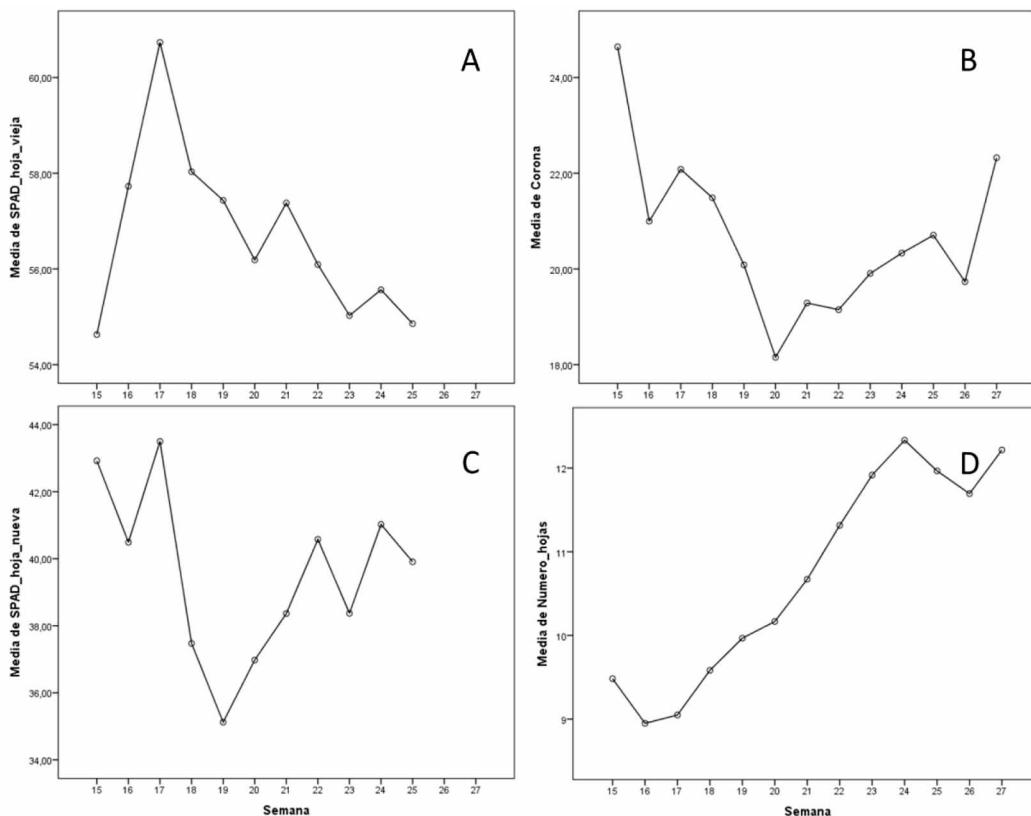 A
Media de SPAD_hoja_vieja
60,00
58,00
56,00
54,00
15 16 17 18 19 20 21 22 23 24 25 26 27
B
Media de Corona
24,00
22,00
20,00
18,00
15 16 17 18 19 20 21 22 23 24 25 26 27
C
Media de SPAD_hoja_nueva
44,00
42,00
40,00
38,00
36,00
34,00
15 16 17 18 19 20 21 22 23 24 25 26 27
Semana
D
Media de Numero_hojas
12
11
10
9
15 16 17 18 19 20 21 22 23 24 25 26 27
Semana